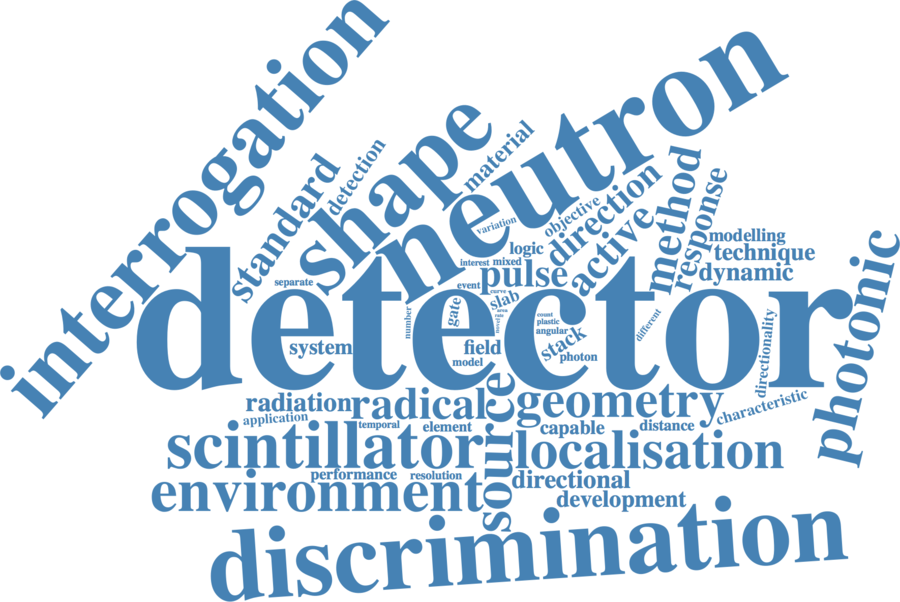 interrogation
neutron
shape
material
detection
standard
variation
objective
direction
method
response
active
logic
interest mixed
pulse
modelling
technique
dynamic
photonic
separate
event
curve
slab
area
gate
number
detector
count
plastic
angular
stack
photon
different
directionality
system
field
model
radiation
radical
source
geometry
characteristic
application
temporal
element
capable
distance
scintillator
localisation
performance
resolution
directional
environment
development
discrimination